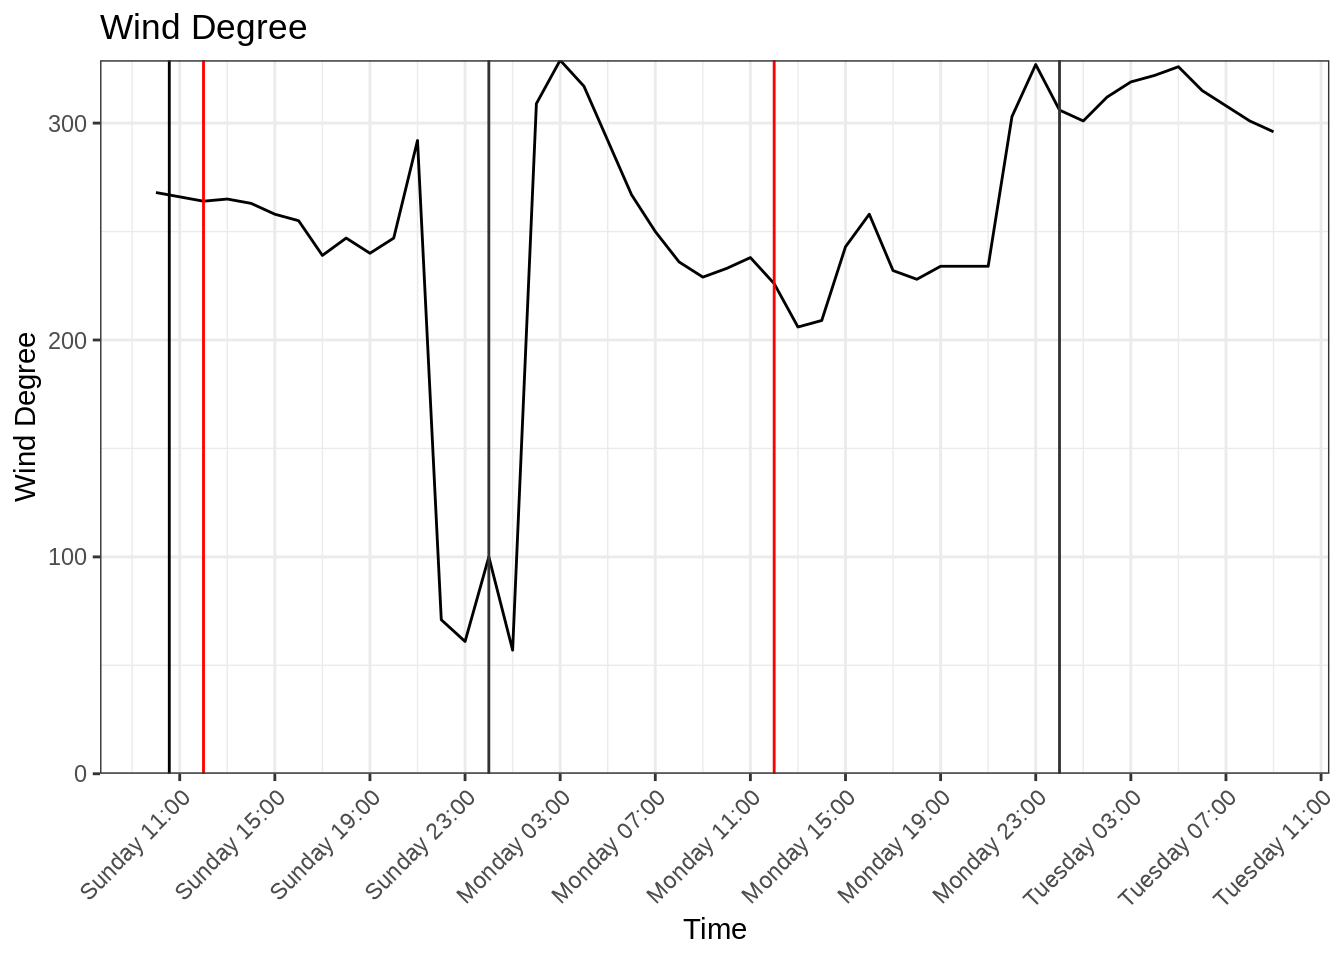 Wind Degree
Wind Degree
300
200
100
0
Sunday 11:00
Sunday 15:00
Sunday 19:00
Sunday 23:00
Monday 03:00
Monday 07:00
Monday 11:00
Monday 15:00
Monday 19:00
Monday 23:00
Tuesday 03:00
Tuesday 07:00
Tuesday 11:00
Time